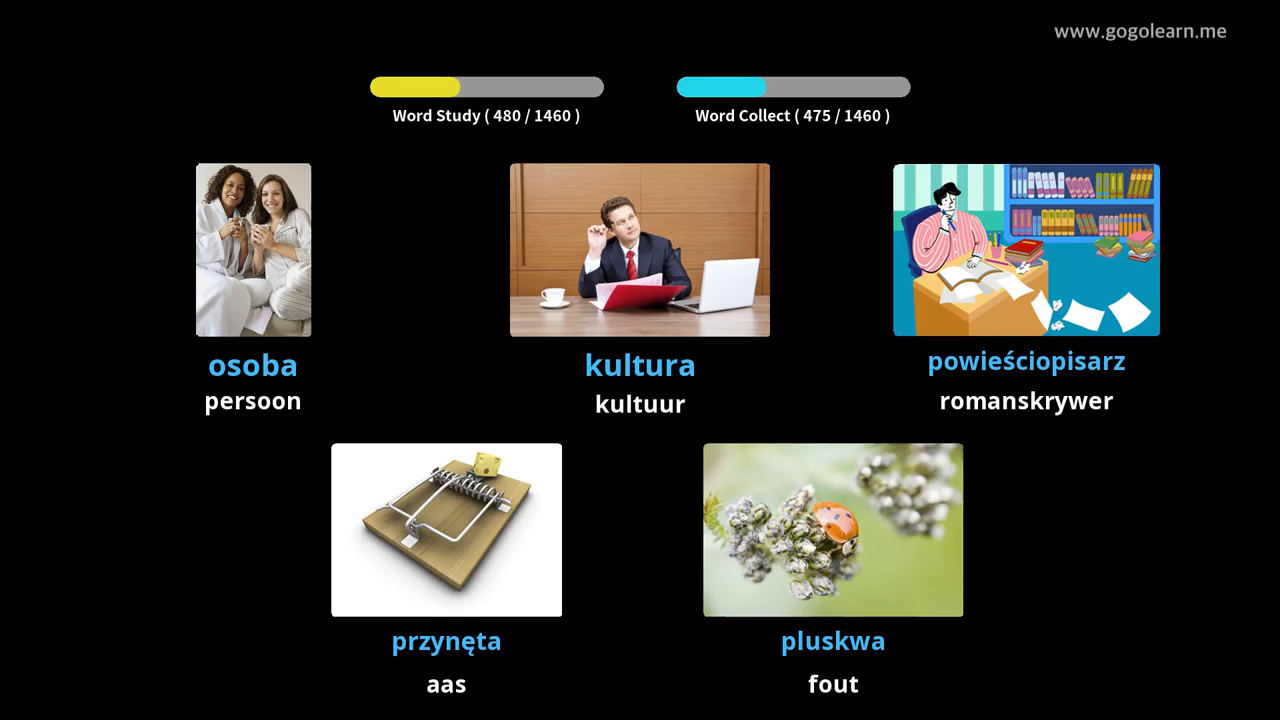 www.gogolearn.me
Word Study ( 480 / 1460 )
Word Collect ( 475 / 1460 )
osoba
persoon
kultura
kultuur
powieściopisarz
romanskrywer
przynęta
aas
pluskwa
fout